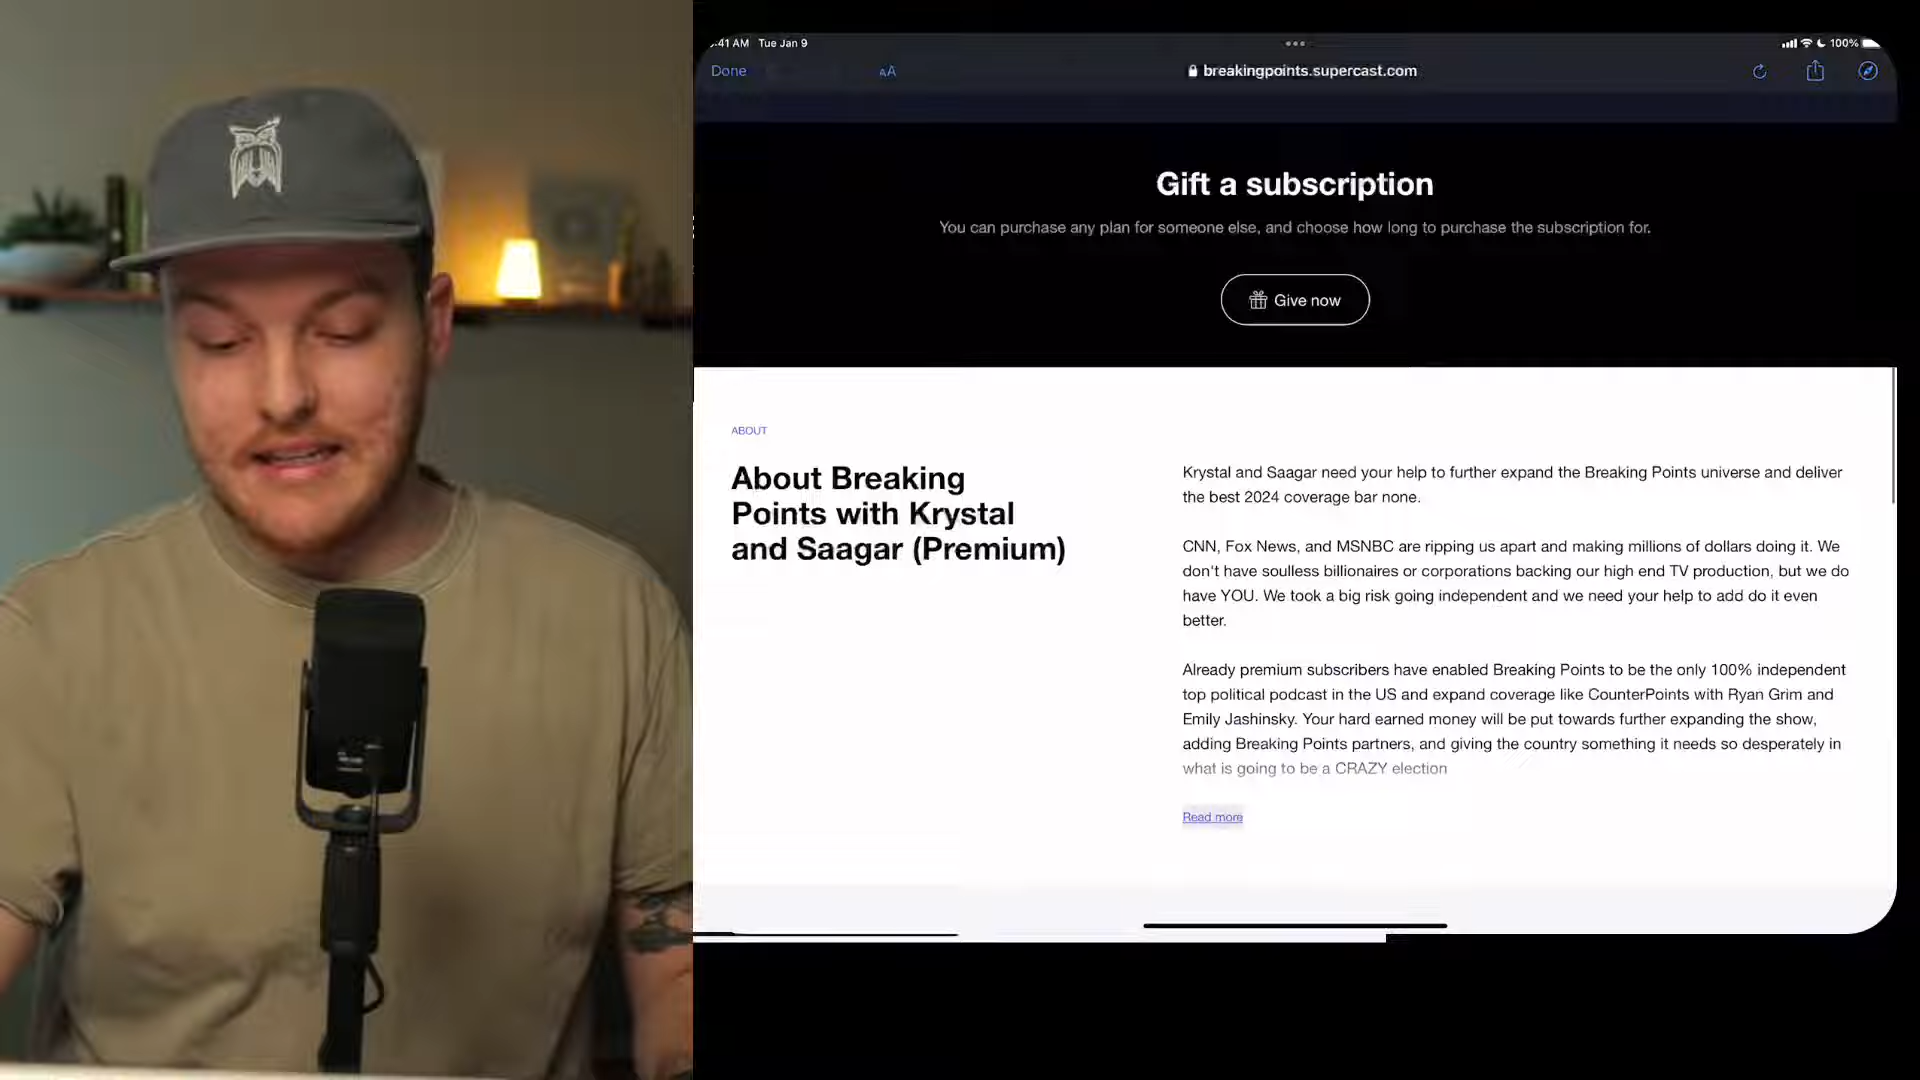 :41 AM Tue Jan 9
100%
Done
AA
breakingpoints.supercast.com
Gift a subscription
You can purchase any plan for someone else, and choose how long to purchase the subscription for.
Give now
ABOUT
About Breaking
Points with Krystal
and Saagar (Premium)
Krystal and Saagar need your help to further expand the Breaking Points universe and deliver
the best 2024 coverage bar none.
CNN, Fox News, and MSNBC are ripping us apart and making millions of dollars doing it. We
don't have soulless billionaires or corporations backing our high end TV production, but we do
have YOU. We took a big risk going independent and we need your help to add do it even
better.
Already premium subscribers have enabled Breaking Points to be the only 100% independent
top political podcast in the US and expand coverage like CounterPoints with Ryan Grim and
Emily Jashinsky. Your hard earned money will be put towards further expanding the show,
adding Breaking Points partners, and giving the country something it needs so desperately in
what is going to be a CRAZY election
Read more